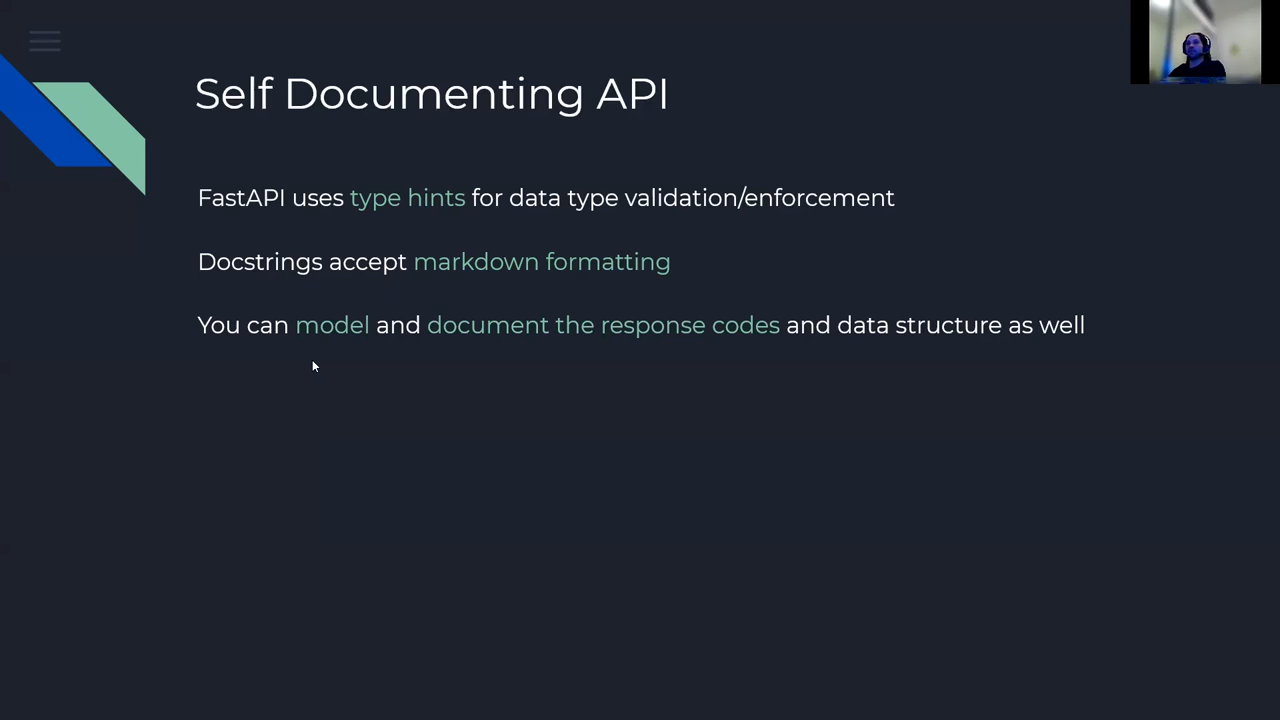 Self Documenting API
FastAPI uses type hints for data type validation/enforcement
Docstrings accept markdown formatting
You can model and document the response codes and data structure as well